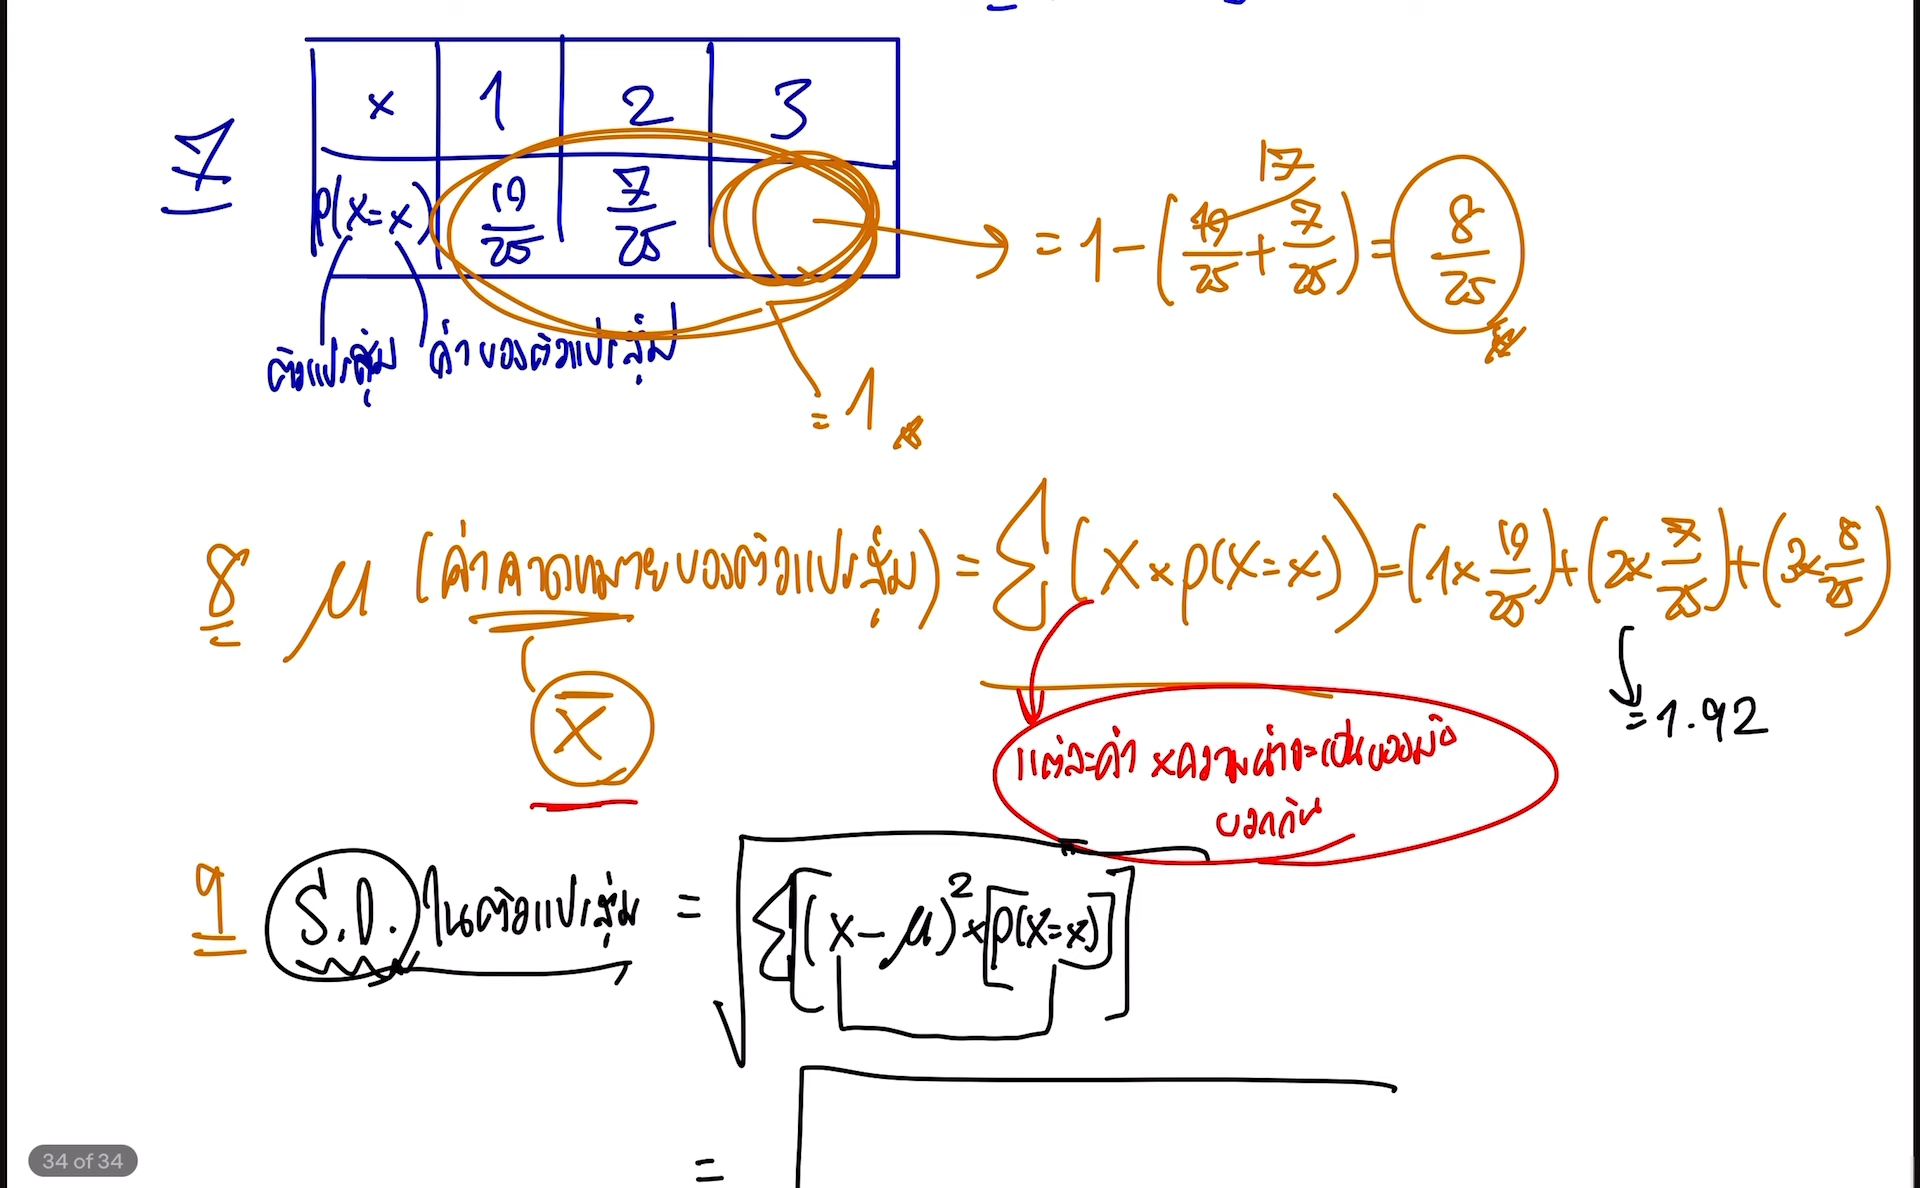 7
x 1 2 3
P(X=x) 10/25 7/25
= 1 - (10/25 + 7/25) = 8/25
17
ตัวแปรสุ่ม ค่าของตัวแปรสุ่ม
= 1
8 μ (ค่าคาดหมายของตัวแปรสุ่ม) = Σ(X × P(X=x)) = (1 × 10/25) + (2 × 7/25) + (3 × 8/25)
X̄
= 1.92
แต่ละค่า × ความน่าจะเป็นของมัน
บวกกัน
9 S.D. ในตัวแปรสุ่ม = √Σ[(x - μ)² × P(X=x)]
=
34 of 34